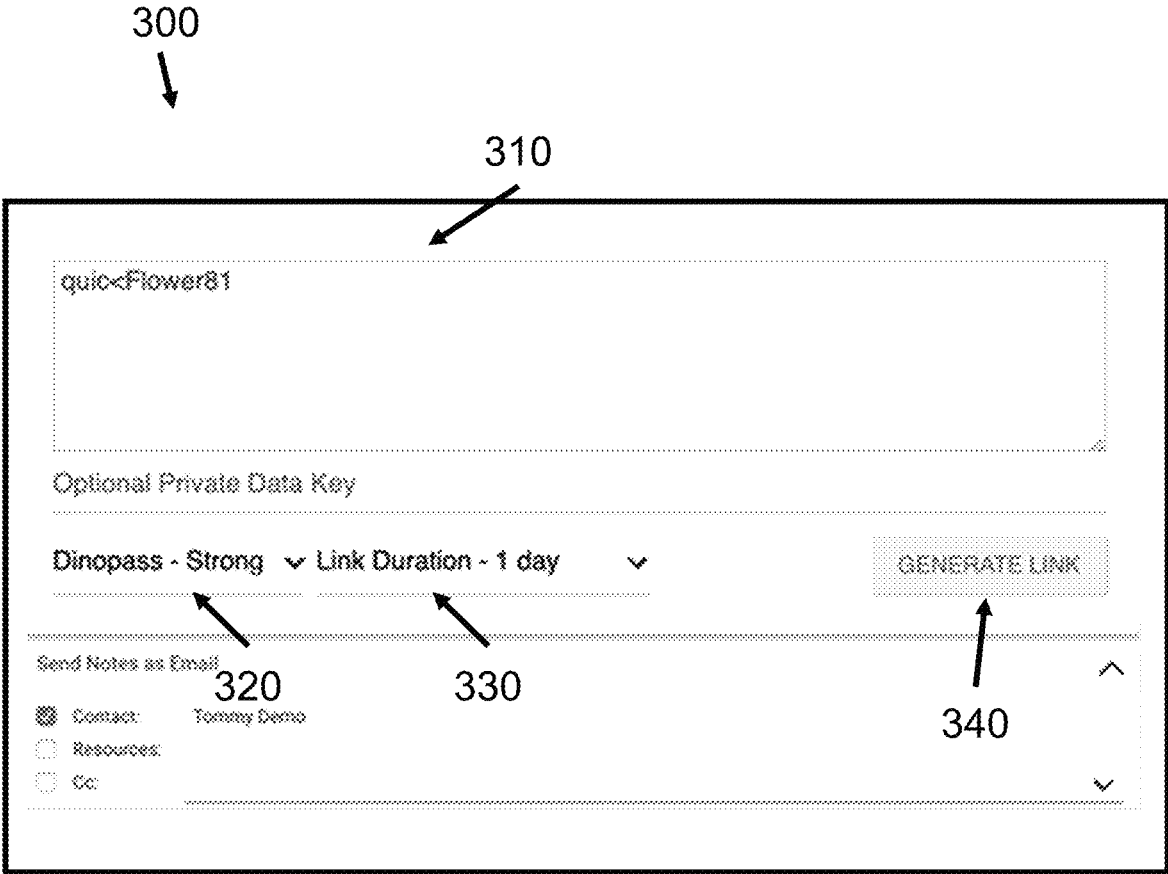 300
310
quic<Flower81
Optional Private Data Key
Dinopass - Strong Link Duration - 1 day GENERATE LINK
Send Notes as Email
320 330
340
Contact: Tommy Demo
Resources:
Cc: